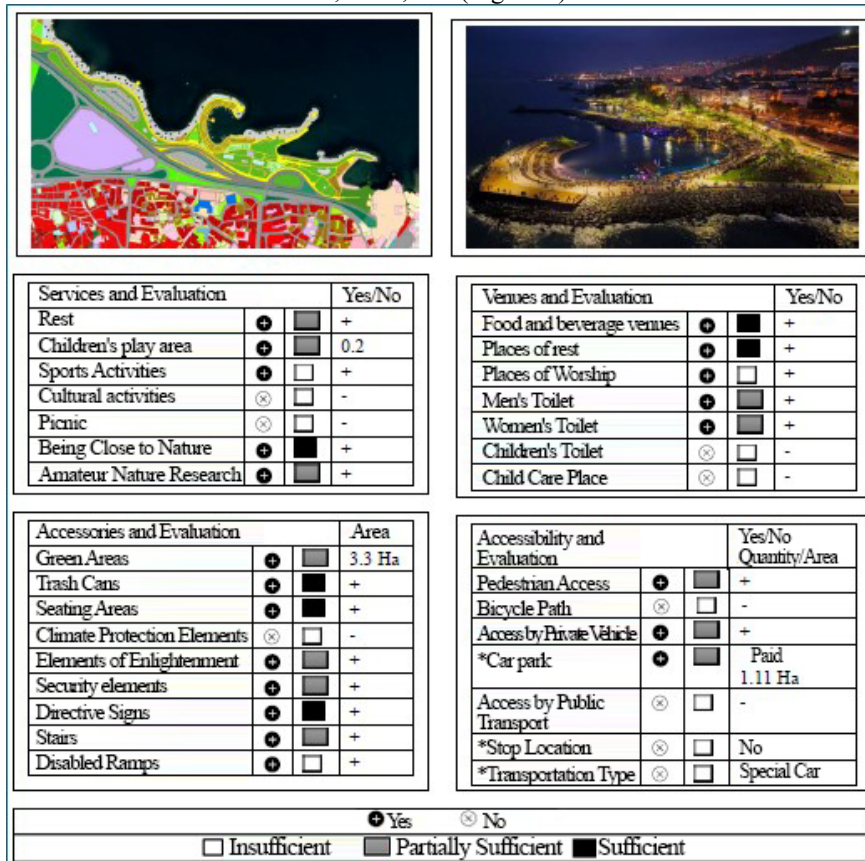 Services and Evaluation Yes/No
Rest +
Children's play area 0.2
Sports Activities +
Cultural activities -
Picnic -
Being Close to Nature +
Amateur Nature Research +
Venues and Evaluation Yes/No
Food and beverage venues +
Places of rest +
Places of Worship +
Men's Toilet +
Women's Toilet +
Children's Toilet -
Child Care Place -
Accessories and Evaluation Area
Green Areas 3.3 Ha
Trash Cans +
Seating Areas +
Climate Protection Elements -
Elements of Enlightenment +
Security elements +
Directive Signs +
Stairs +
Disabled Ramps +
Accessibility and Yes/No
Evaluation Quantity/Area
Pedestrian Access +
Bicycle Path -
Access by Private Vehicle +
*Car park Paid
1.11 Ha
Access by Public -
Transport
*Stop Location No
*Transportation Type Special Car
Yes No
Insufficient Partially Sufficient Sufficient